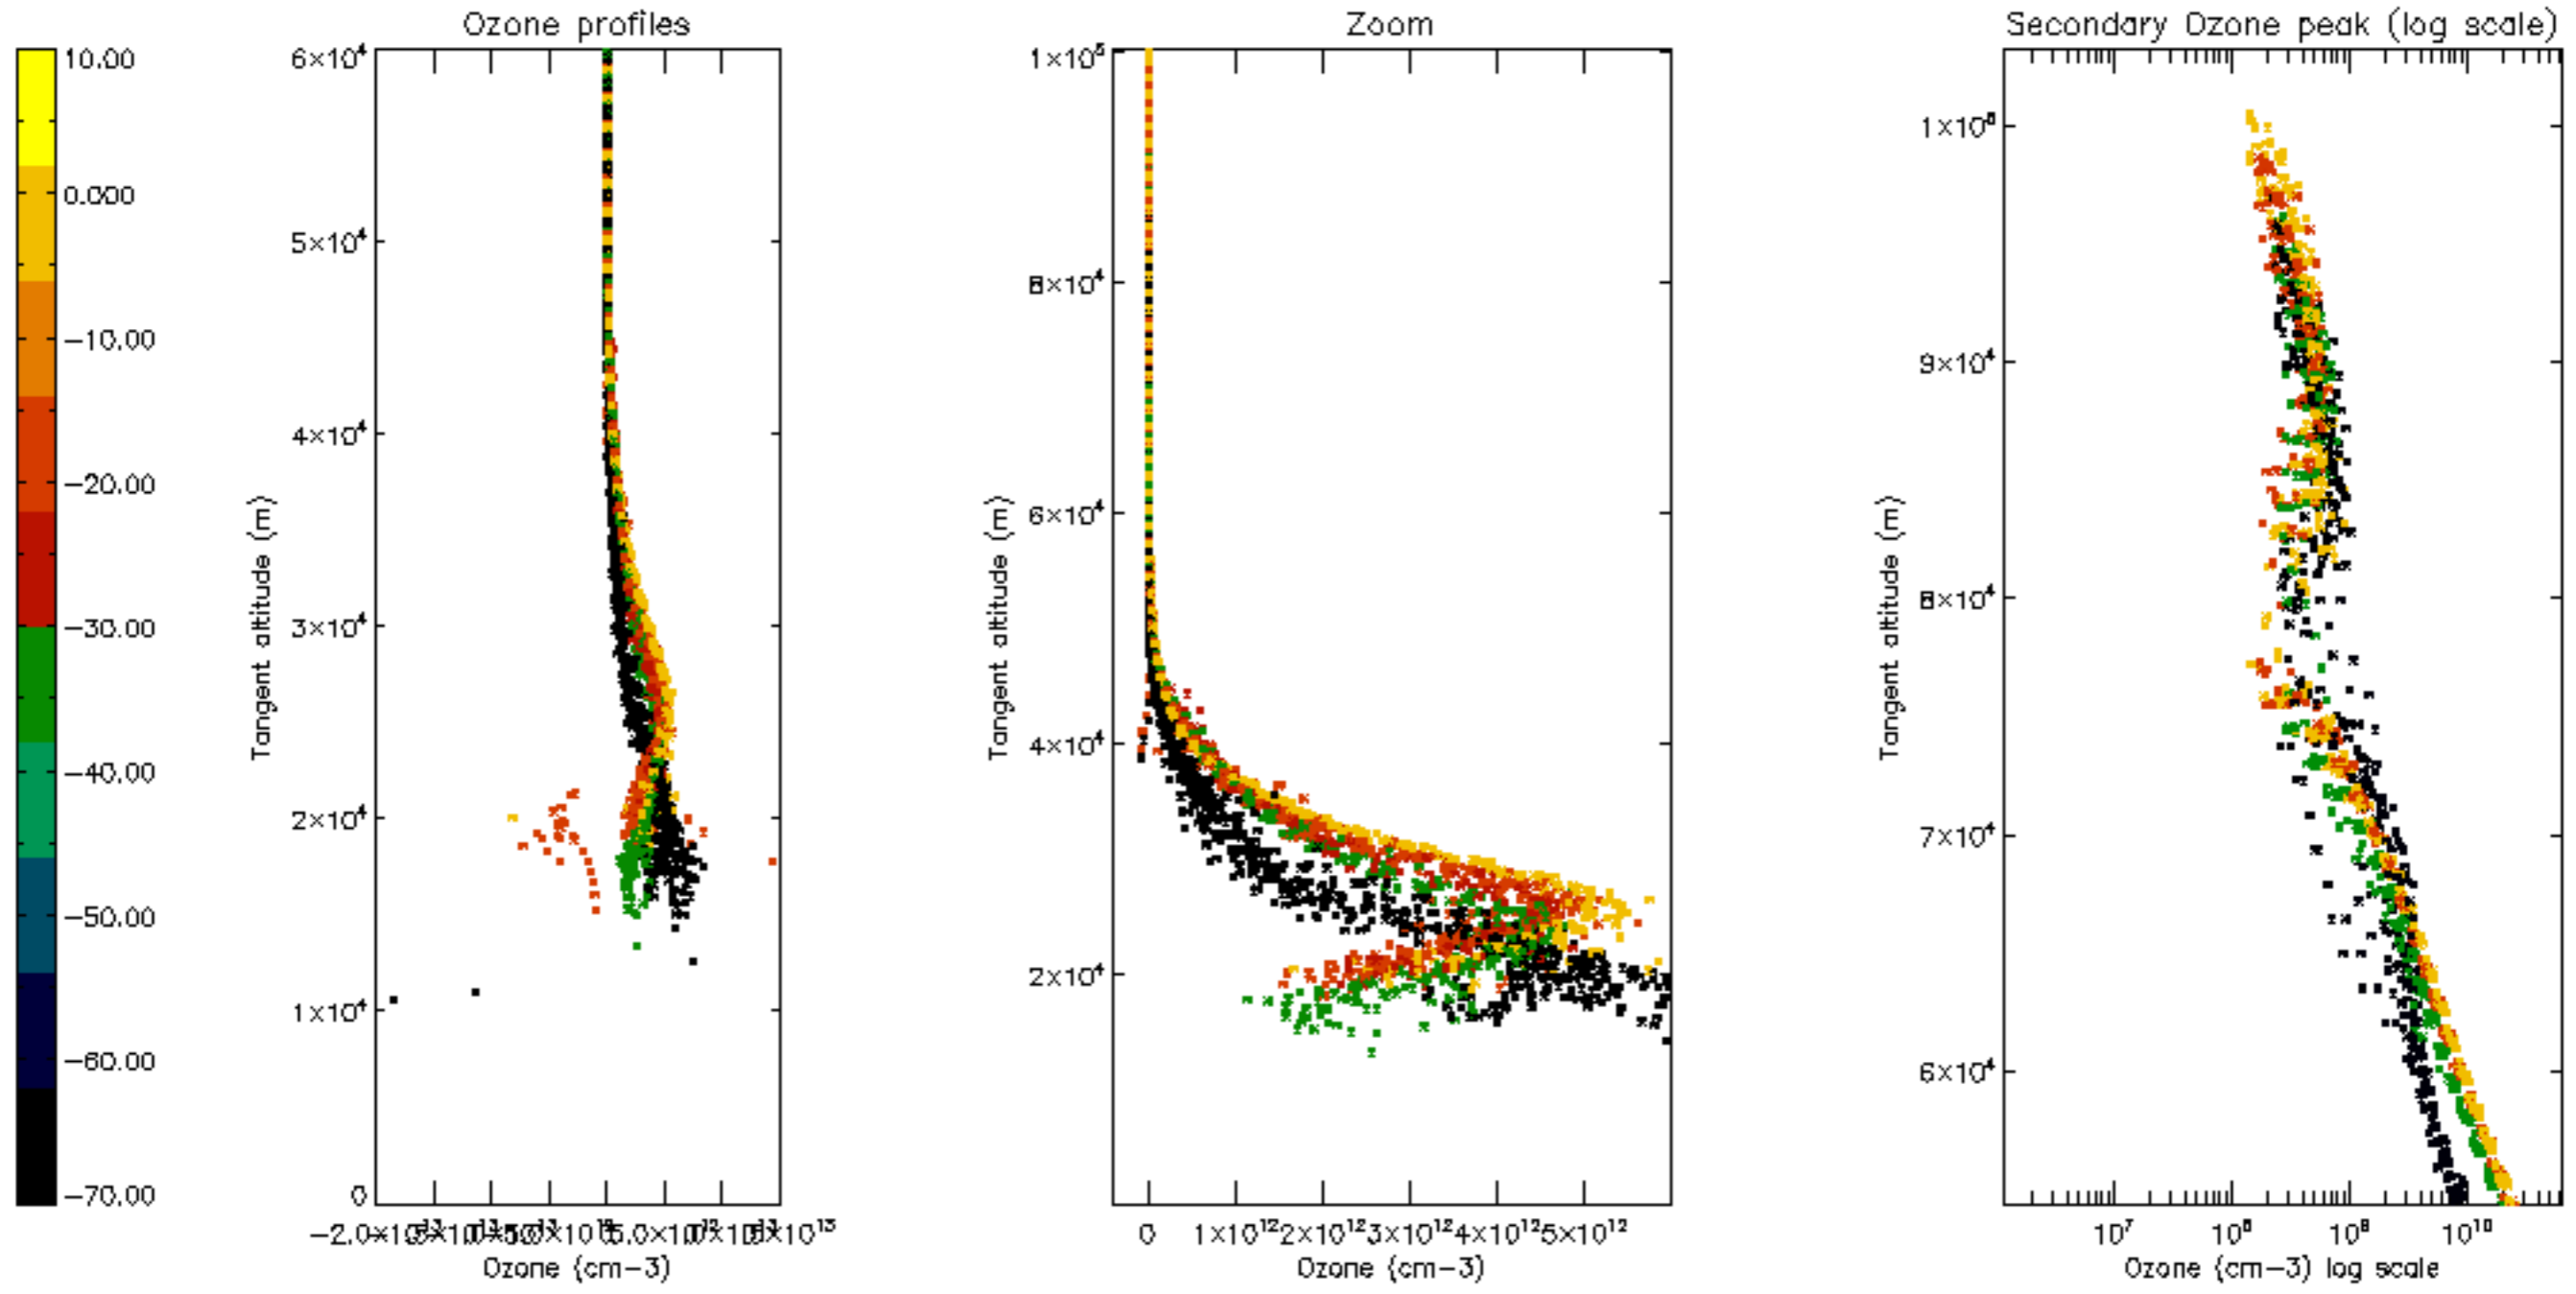 Ozone profiles
Zoom
Secondary Ozone peak (log scale)
10.00
0.000
−10.00
−20.00
−30.00
−40.00
−50.00
−60.00
−70.00
6×10⁴
5×10⁴
4×10⁴
3×10⁴
2×10⁴
1×10⁴
0
Tangent altitude (m)
Ozone (cm−3)
1×10⁵
8×10⁴
6×10⁴
4×10⁴
2×10⁴
Tangent altitude (m)
0 1×10¹² 2×10¹² 3×10¹² 4×10¹² 5×10¹²
Ozone (cm−3)
1×10⁵
9×10⁴
8×10⁴
7×10⁴
6×10⁴
Tangent altitude (m)
10⁷ 10⁸ 10⁹ 10¹⁰
Ozone (cm−3) log scale